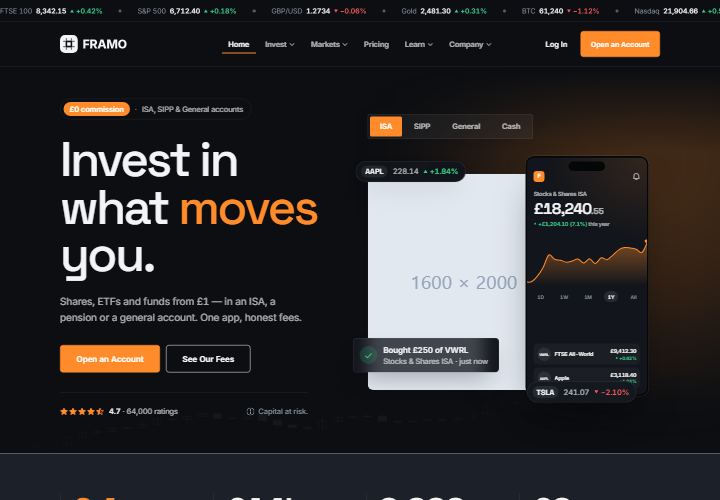 FTSE 100 8,342.15 ▲ +0.42% • S&P 500 6,712.40 ▲ +0.18% • GBP/USD 1.2734 ▼ −0.06% • Gold 2,481.30 ▲ +0.31% • BTC 61,240 ▼ −1.12% • Nasdaq 21,904.66
FRAMO Home Invest Markets Pricing Learn Company Log In Open an Account
£0 commission · ISA, SIPP & General accounts
Invest in
what moves
you.
Shares, ETFs and funds from £1 — in an ISA, a
pension or a general account. One app, honest fees.
Open an Account See Our Fees
4.7 · 64,000 ratings Capital at risk.
ISA SIPP General Cash
AAPL 228.14 ▲ +1.84%
1600 × 2000
Bought £250 of VWRL
Stocks & Shares ISA · just now
F
Stocks & Shares ISA
£18,240.55
+£1,204.10 (7.1%) this year
1D 1W 1M 1Y All
FTSE All-World £9,412.30
Apple £3,118.40
TSLA 241.07 ▼ −2.10%